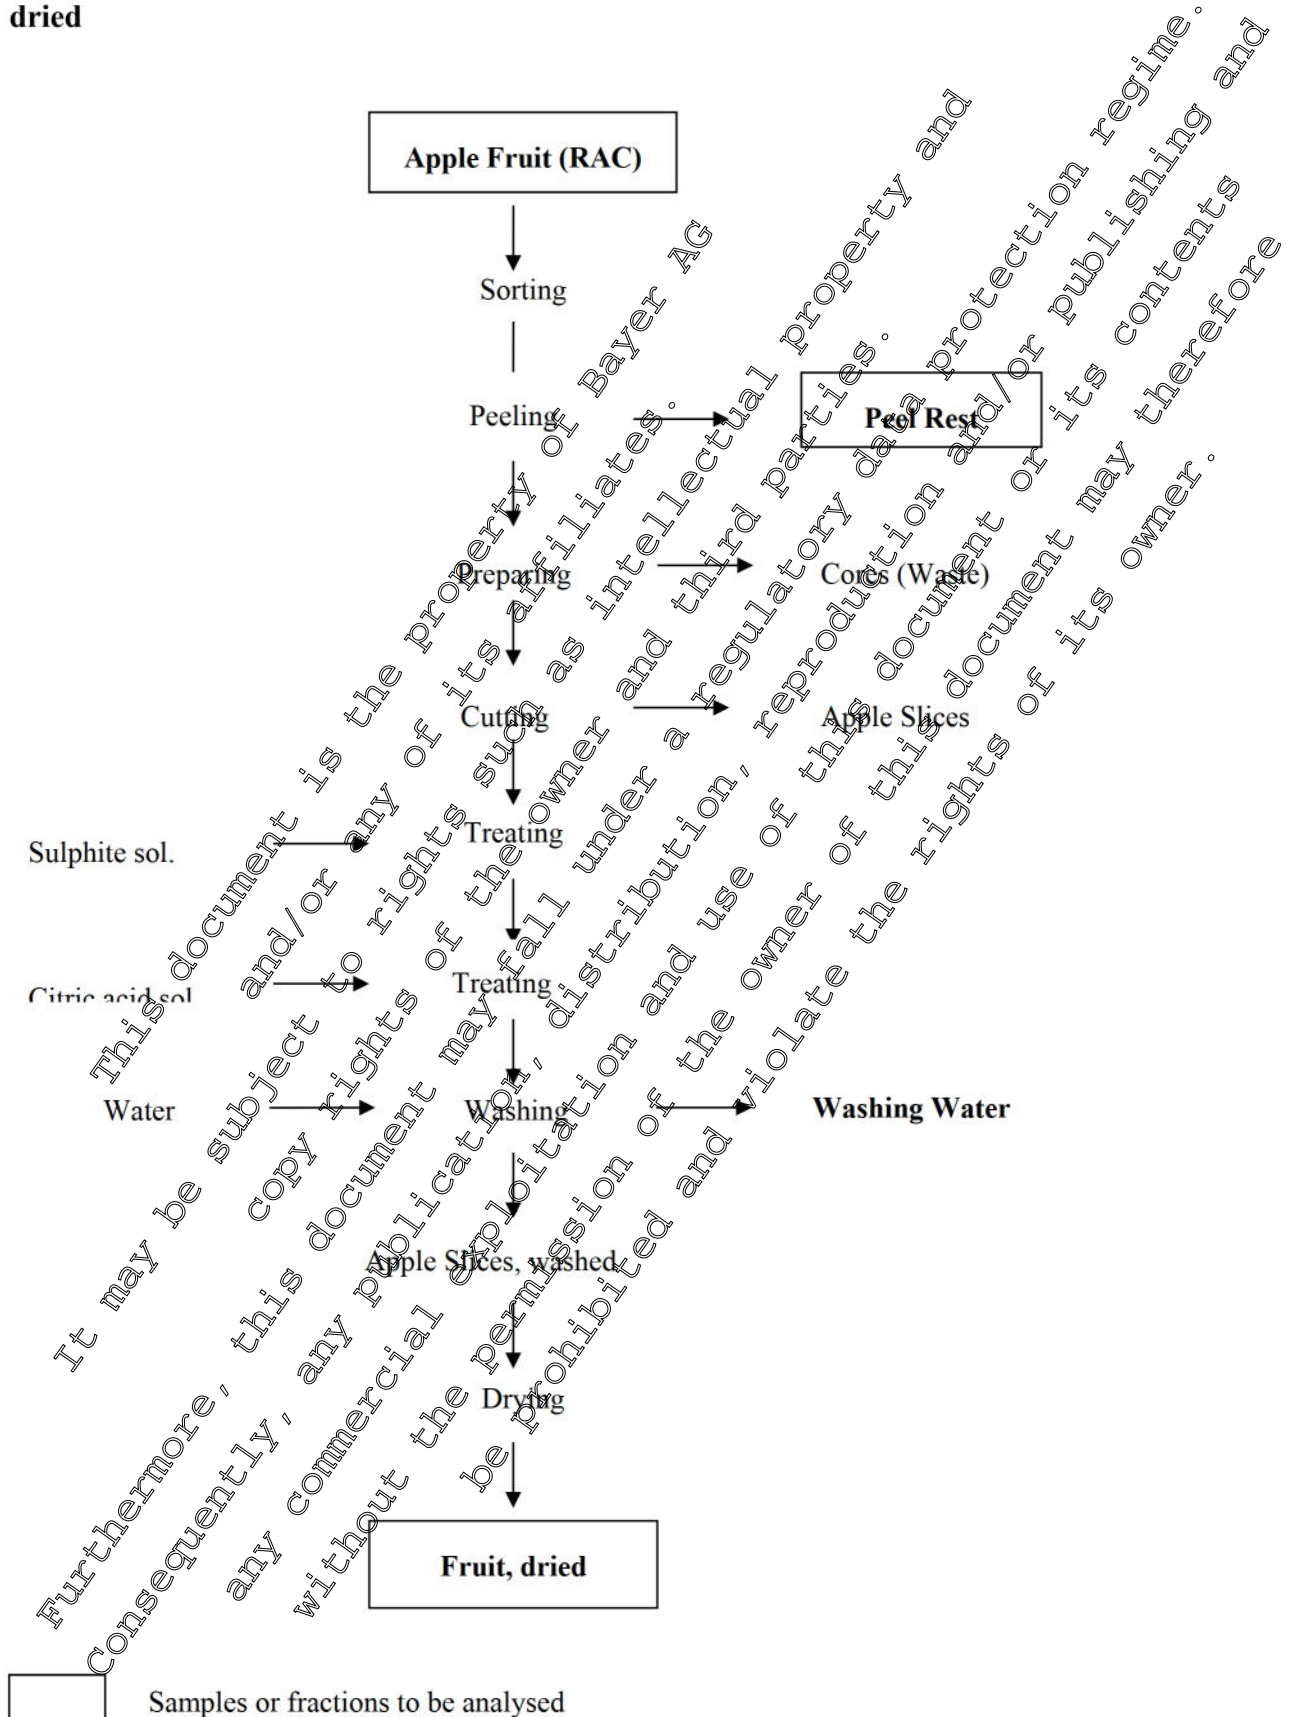 dried
Apple Fruit (RAC)
Sorting
Peeling
Peel Rest
Preparing
Cores (Waste)
Cutting
Apple Slices
Treating
Sulphite sol.
Treating
Citric acid sol
Water
Washing
Washing Water
Apple Slices, washed
Drying
Fruit, dried
Samples or fractions to be analysed
This document is the property of Bayer AG
and/or any of its affiliates.
It may be subject to rights such as intellectual property and
copy rights of the owner and third parties.
Furthermore, this document may fall under a regulatory data protection regime.
Consequently, any publication, distribution, reproduction and/or publishing and
any commercial exploitation and use of this document or its contents
without the permission of the owner of this document may therefore
be prohibited and violate the rights of its owner.